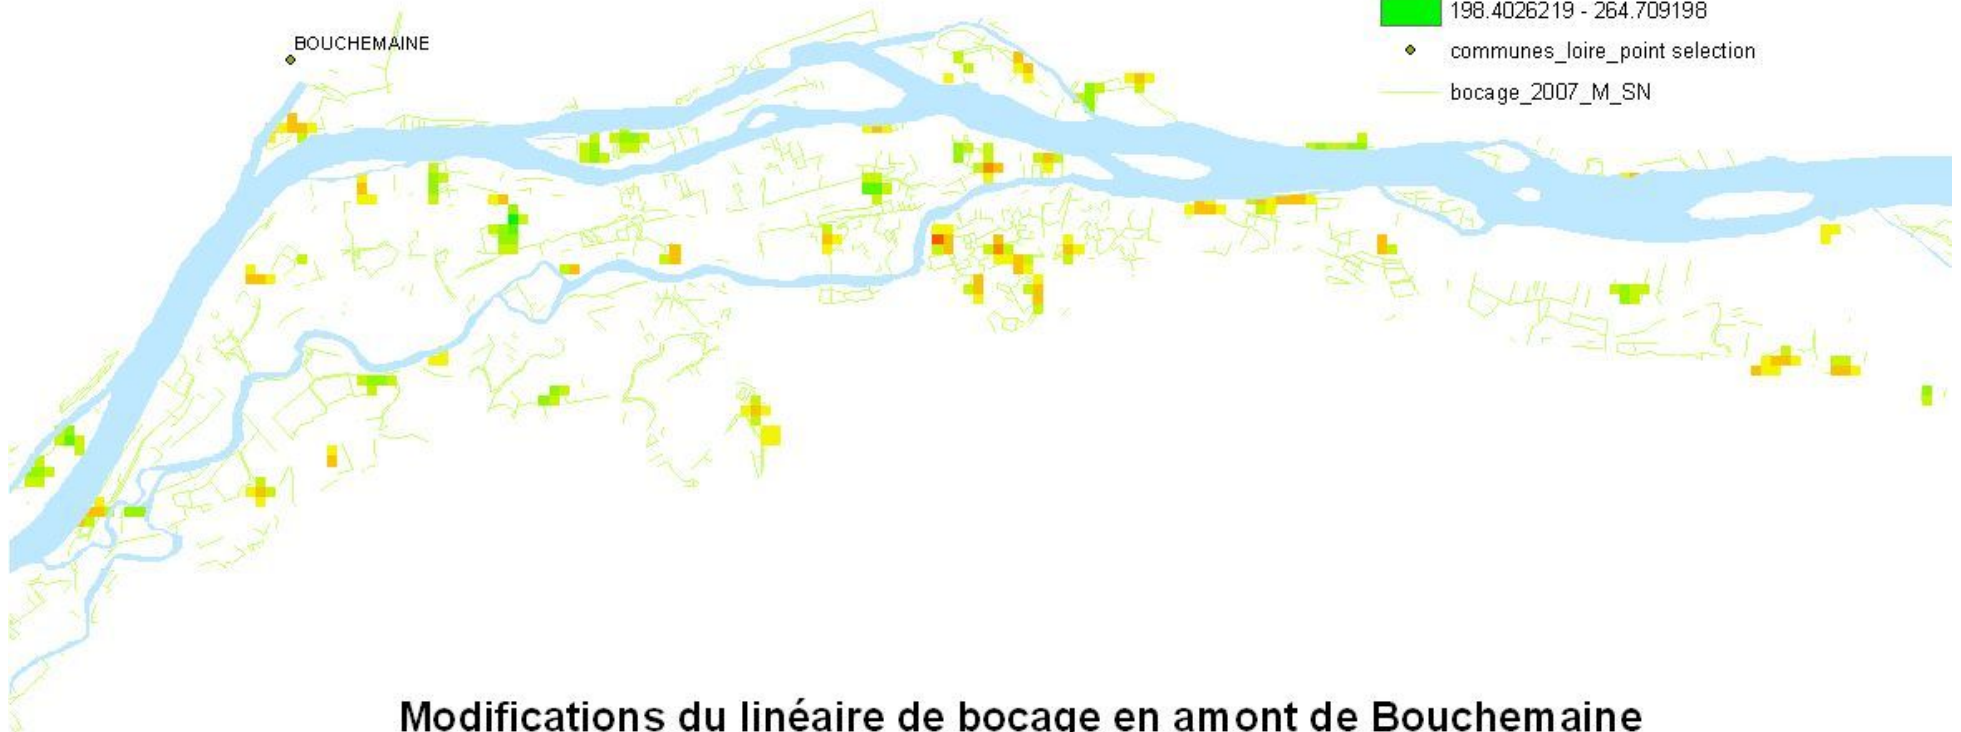 198.4026219 - 264.709198
BOUCHEMAINE
communes_loire_point selection
bocage_2007_M_SN
Modifications du linéaire de bocage en amont de Bouchemaine